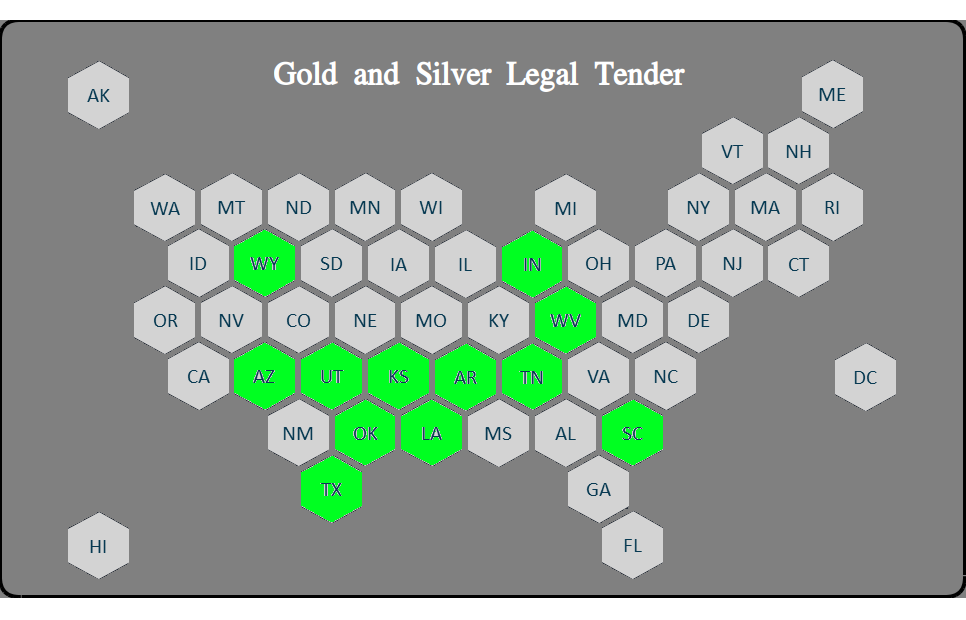 Gold and Silver Legal Tender
AK
ME
VT NH
WA MT ND MN WI MI NY MA RI
ID WY SD IA IL IN OH PA NJ CT
OR NV CO NE MO KY WV MD DE
CA AZ UT KS AR TN VA NC DC
NM OK LA MS AL SC
TX GA
HI FL